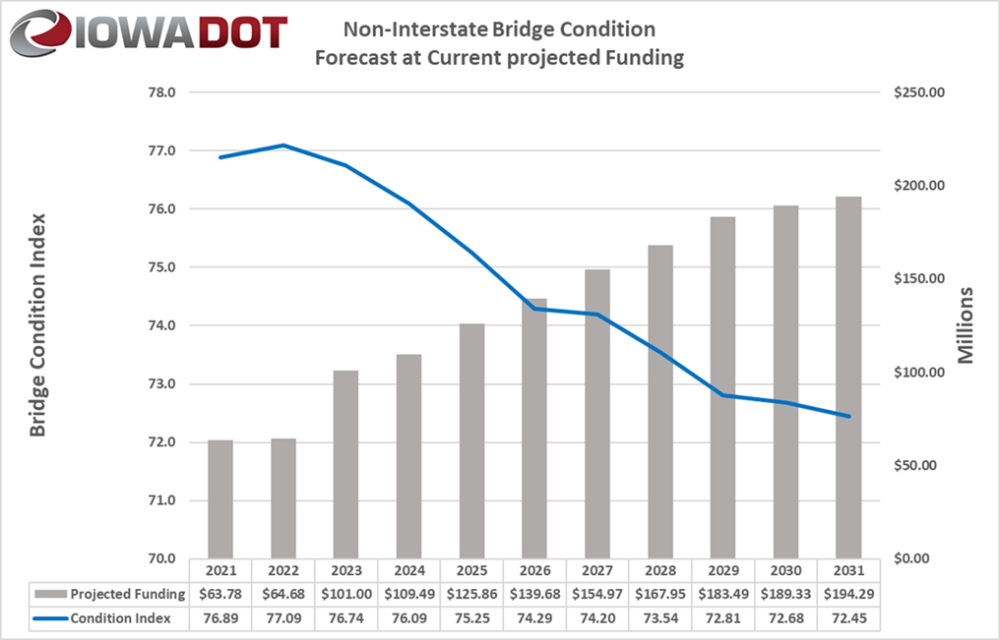 IOWADOT
Non-Interstate Bridge Condition
Forecast at Current projected Funding
Bridge Condition Index
78.0
77.0
76.0
75.0
74.0
73.0
72.0
71.0
70.0
$250.00
$200.00
$150.00
$100.00
$50.00
$0.00
Millions
2021 2022 2023 2024 2025 2026 2027 2028 2029 2030 2031
Projected Funding $63.78 $64.68 $101.00 $109.49 $125.86 $139.68 $154.97 $167.95 $183.49 $189.33 $194.29
Condition Index 76.89 77.09 76.74 76.09 75.25 74.29 74.20 73.54 72.81 72.68 72.45